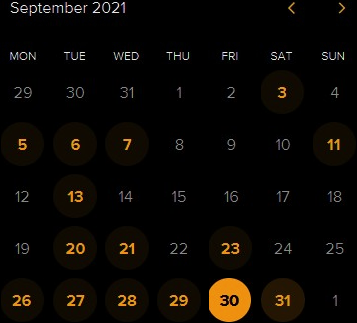 September 2021
MON TUE WED THU FRI SAT SUN
29 30 31 1 2 3 4
5 6 7 8 9 10 11
12 13 14 15 16 17 18
19 20 21 22 23 24 25
26 27 28 29 30 31 1